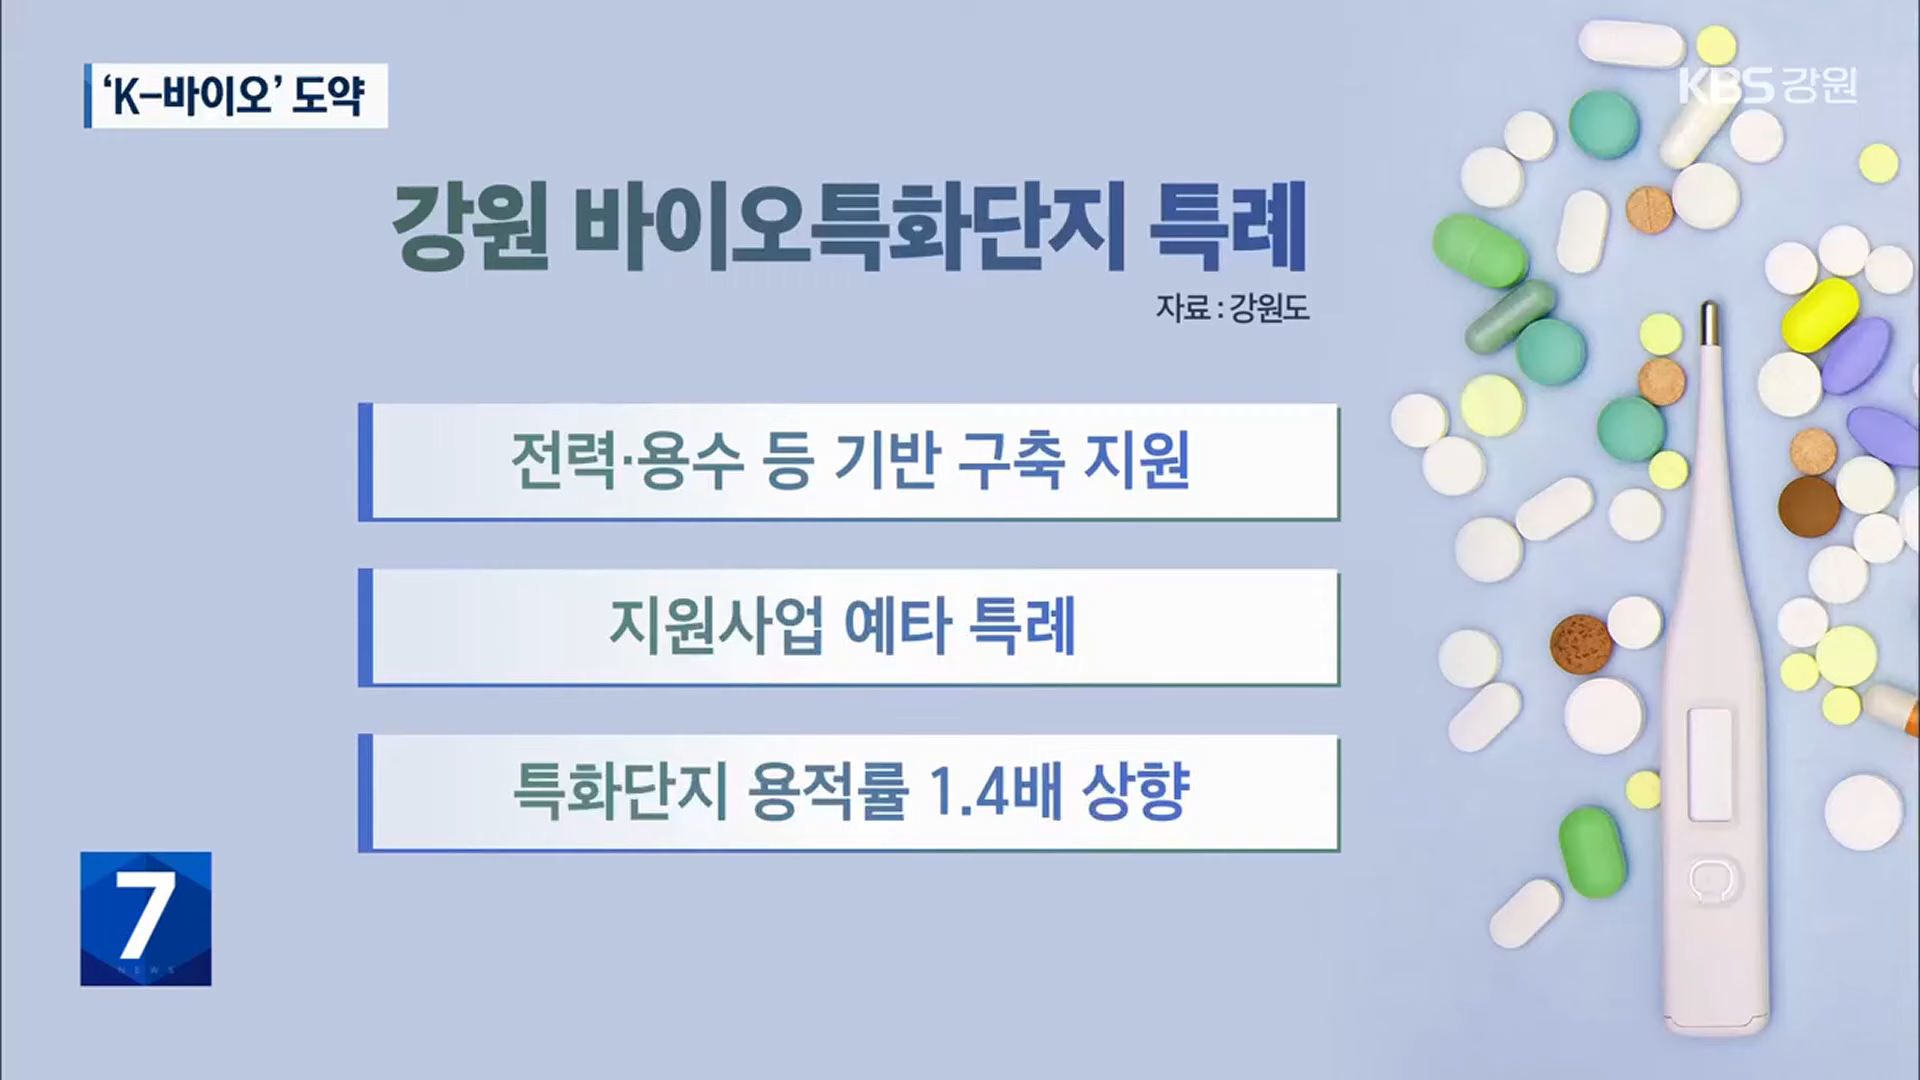 ‘K-바이오’ 도약
KBS 강원
강원 바이오특화단지 특례
자료 : 강원도
전력·용수 등 기반 구축 지원
지원사업 예타 특례
특화단지 용적률 1.4배 상향
7
NEWS